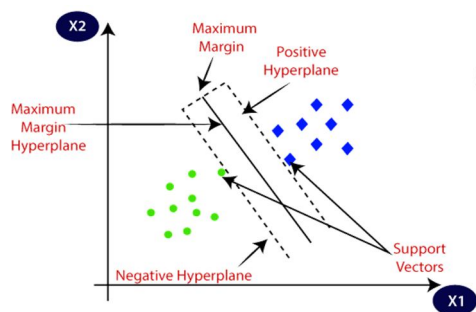 X2
Maximum
Margin
Positive
Hyperplane
Maximum
Margin
Hyperplane
Support
Vectors
Negative Hyperplane
X1